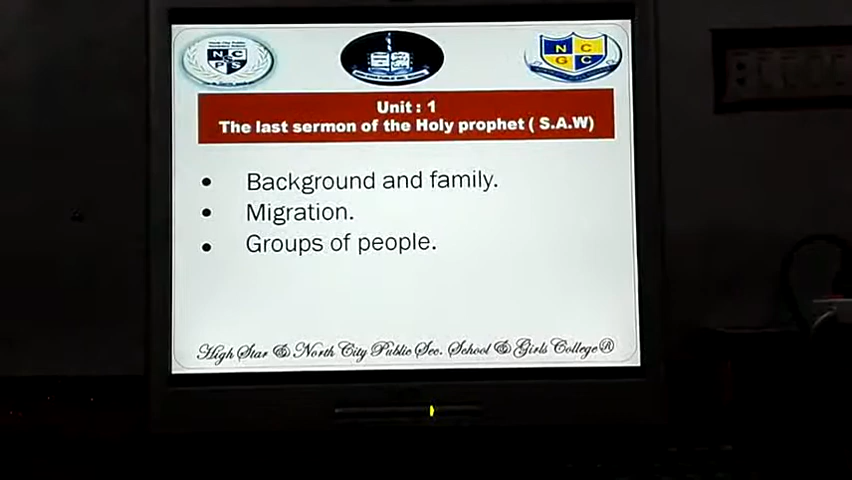 N C
P S
N C
G C
Unit : 1
The last sermon of the Holy prophet ( S.A.W)
• Background and family.
• Migration.
• Groups of people.
High Star & North City Public Sec. School & Girls College®